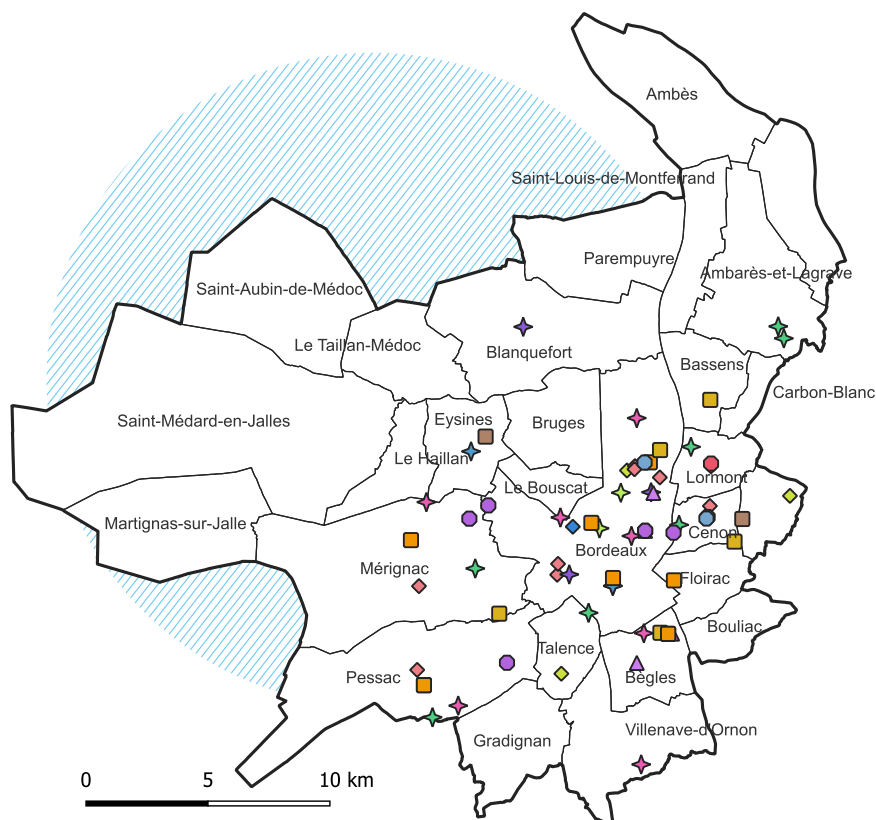 Ambès
Saint-Louis-de-Montferrand
Parempuyre
Ambarès-et-Lagrave
Saint-Aubin-de-Médoc
Le Taillan-Médoc
Blanquefort
Bassens
Carbon-Blanc
Saint-Médard-en-Jalles
Eysines
Bruges
Le Haillan
Lormont
Le Bouscat
Martignas-sur-Jalle
Cenon
Bordeaux
Mérignac
Floirac
Bouliac
Talence
Pessac
Bègles
Villenave-d'Ornon
Gradignan
0 5 10 km